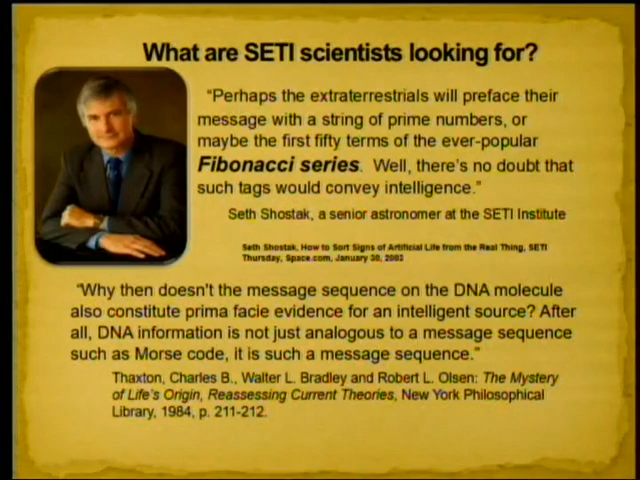 What are SETI scientists looking for?
“Perhaps the extraterrestrials will preface their
message with a string of prime numbers, or
maybe the first fifty terms of the ever-popular
Fibonacci series. Well, there's no doubt that
such tags would convey intelligence.”
Seth Shostak, a senior astronomer at the SETI Institute
Seth Shostak, How to Sort Signs of Artificial Life from the Real Thing, SETI
Thursday, Space.com, January 30, 2003
“Why then doesn't the message sequence on the DNA molecule
also constitute prima facie evidence for an intelligent source? After
all, DNA information is not just analogous to a message sequence
such as Morse code, it is such a message sequence.”
Thaxton, Charles B., Walter L. Bradley and Robert L. Olsen: The Mystery
of Life's Origin, Reassessing Current Theories, New York Philosophical
Library, 1984, p. 211-212.